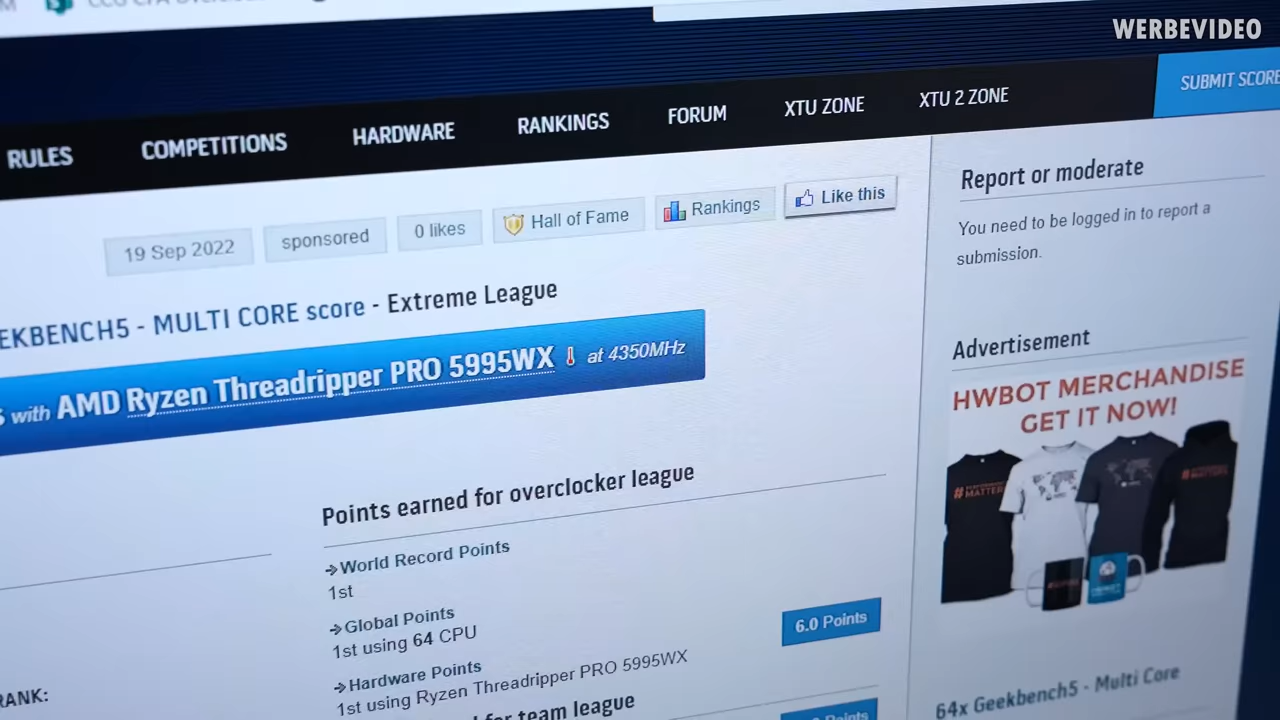 WERBEVIDEO
SUBMIT SCORE
RULES COMPETITIONS HARDWARE RANKINGS FORUM XTU ZONE XTU 2 ZONE
19 Sep 2022 sponsored 0 likes Hall of Fame Rankings Like this
EEKBENCH5 - MULTI CORE score - Extreme League
with AMD Ryzen Threadripper PRO 5995WX at 4350MHz
Points earned for overclocker league
World Record Points
1st
Global Points
1st using 64 CPU
6.0 Points
Hardware Points
1st using Ryzen Threadripper PRO 5995WX
RANK:
for team league
Points
Report or moderate
You need to be logged in to report a
submission.
Advertisement
HWBOT MERCHANDISE
GET IT NOW!
64x Geekbench5 - Multi Core